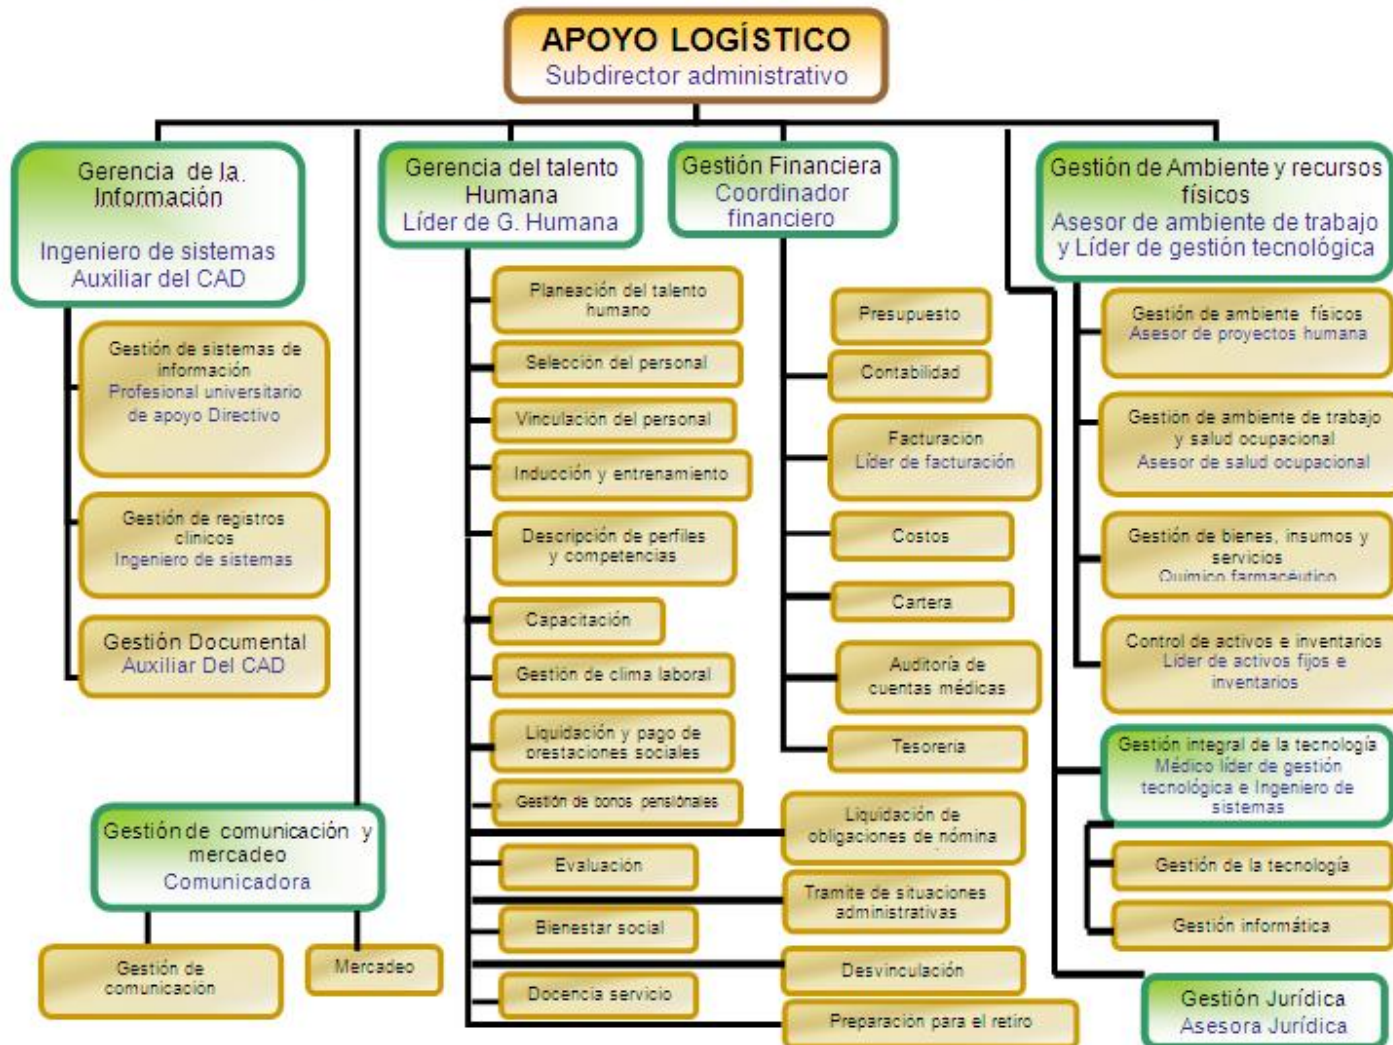 APOYO LOGÍSTICO
Subdirector administrativo
Gerencia de la.
Información
Ingeniero de sistemas
Auxiliar del CAD
Gestión de sistemas de
información
Profesional universitario
de apoyo Directivo
Gestión de registros
clínicos
Ingeniero de sistemas
Gestión Documental
Auxiliar Del CAD
Gestión de comunicación y
mercadeo
Comunicadora
Gestión de
comunicación
Mercadeo
Gerencia del talento
Humana
Líder de G. Humana
Planeación del talento
humano
Selección del personal
Vinculación del personal
Inducción y entrenamiento
Descripción de perfiles
y competencias
Capacitación
Gestión de clima laboral
Liquidación y pago de
prestaciones sociales
Gestión de bonos pensiónales
Liquidación de
obligaciones de nómina
Evaluación
Tramite de situaciones
administrativas
Bienestar social
Desvinculación
Docencia servicio
Preparación para el retiro
Gestión Financiera
Coordinador
financiero
Presupuesto
Contabilidad
Facturación
Líder de facturación
Costos
Cartera
Auditoría de
cuentas médicas
Tesoreria
Gestión de Ambiente y recursos
físicos
Asesor de ambiente de trabajo
y Líder de gestión tecnológica
Gestión de ambiente físicos
Asesor de proyectos humana
Gestión de ambiente de trabajo
y salud ocupacional
Asesor de salud ocupacional
Gestión de bienes, insumos y
servicios
Químico farmacéutico
Control de activos e inventarios
Líder de activos fijos e
inventarios
Gestión integral de la tecnología
Médico líder de gestión
tecnológica e Ingeniero de
sistemas
Gestión de la tecnología
Gestión informática
Gestión Jurídica
Asesora Jurídica